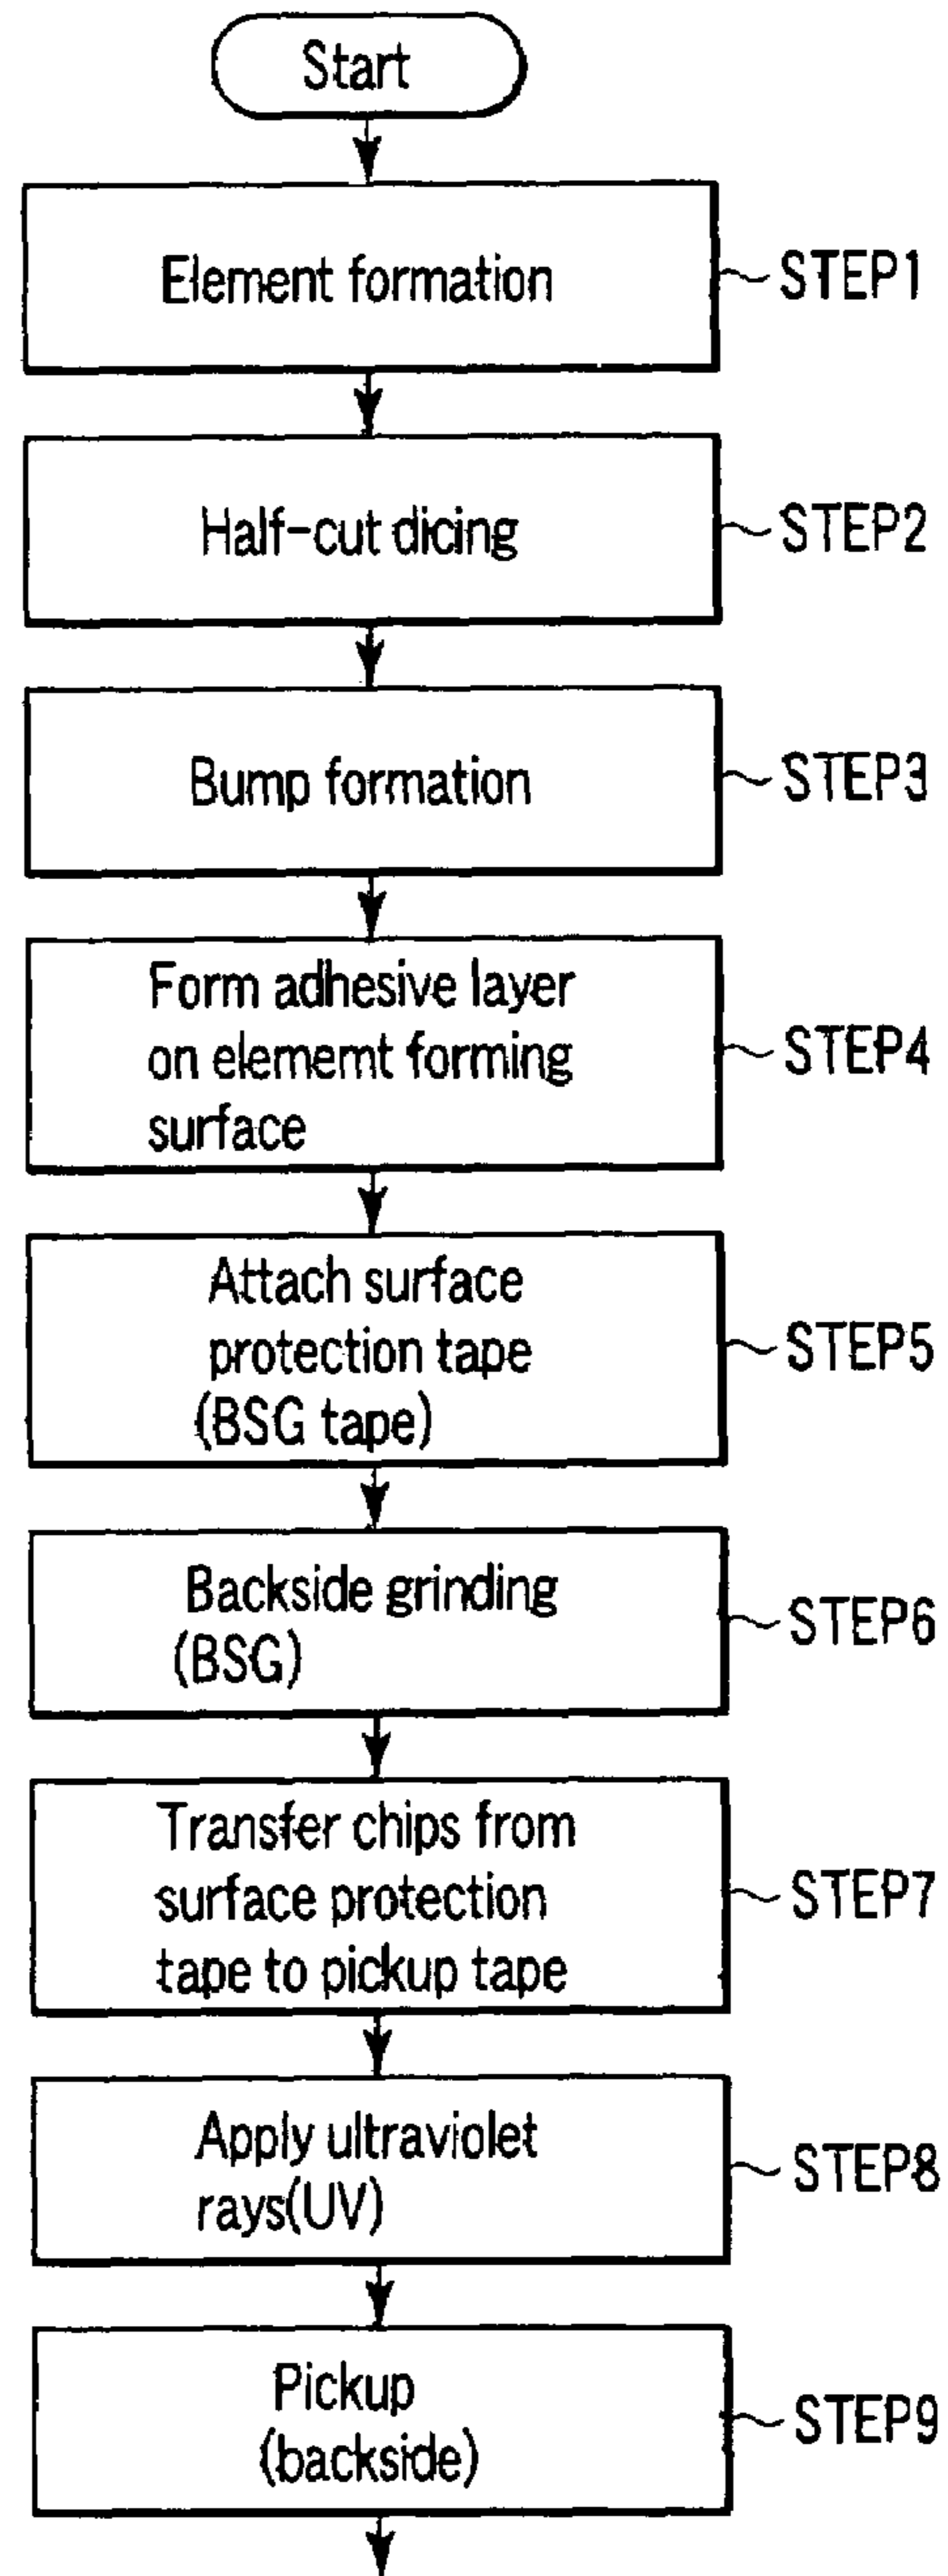 Start
Element formation
STEP1
Half-cut dicing
STEP2
Bump formation
STEP3
Form adhesive layer
on elememt forming
surface
STEP4
Attach surface
protection tape
(BSG tape)
STEP5
Backside grinding
(BSG)
STEP6
Transfer chips from
surface protection
tape to pickup tape
STEP7
Apply ultraviolet
rays(UV)
STEP8
Pickup
(backside)
STEP9